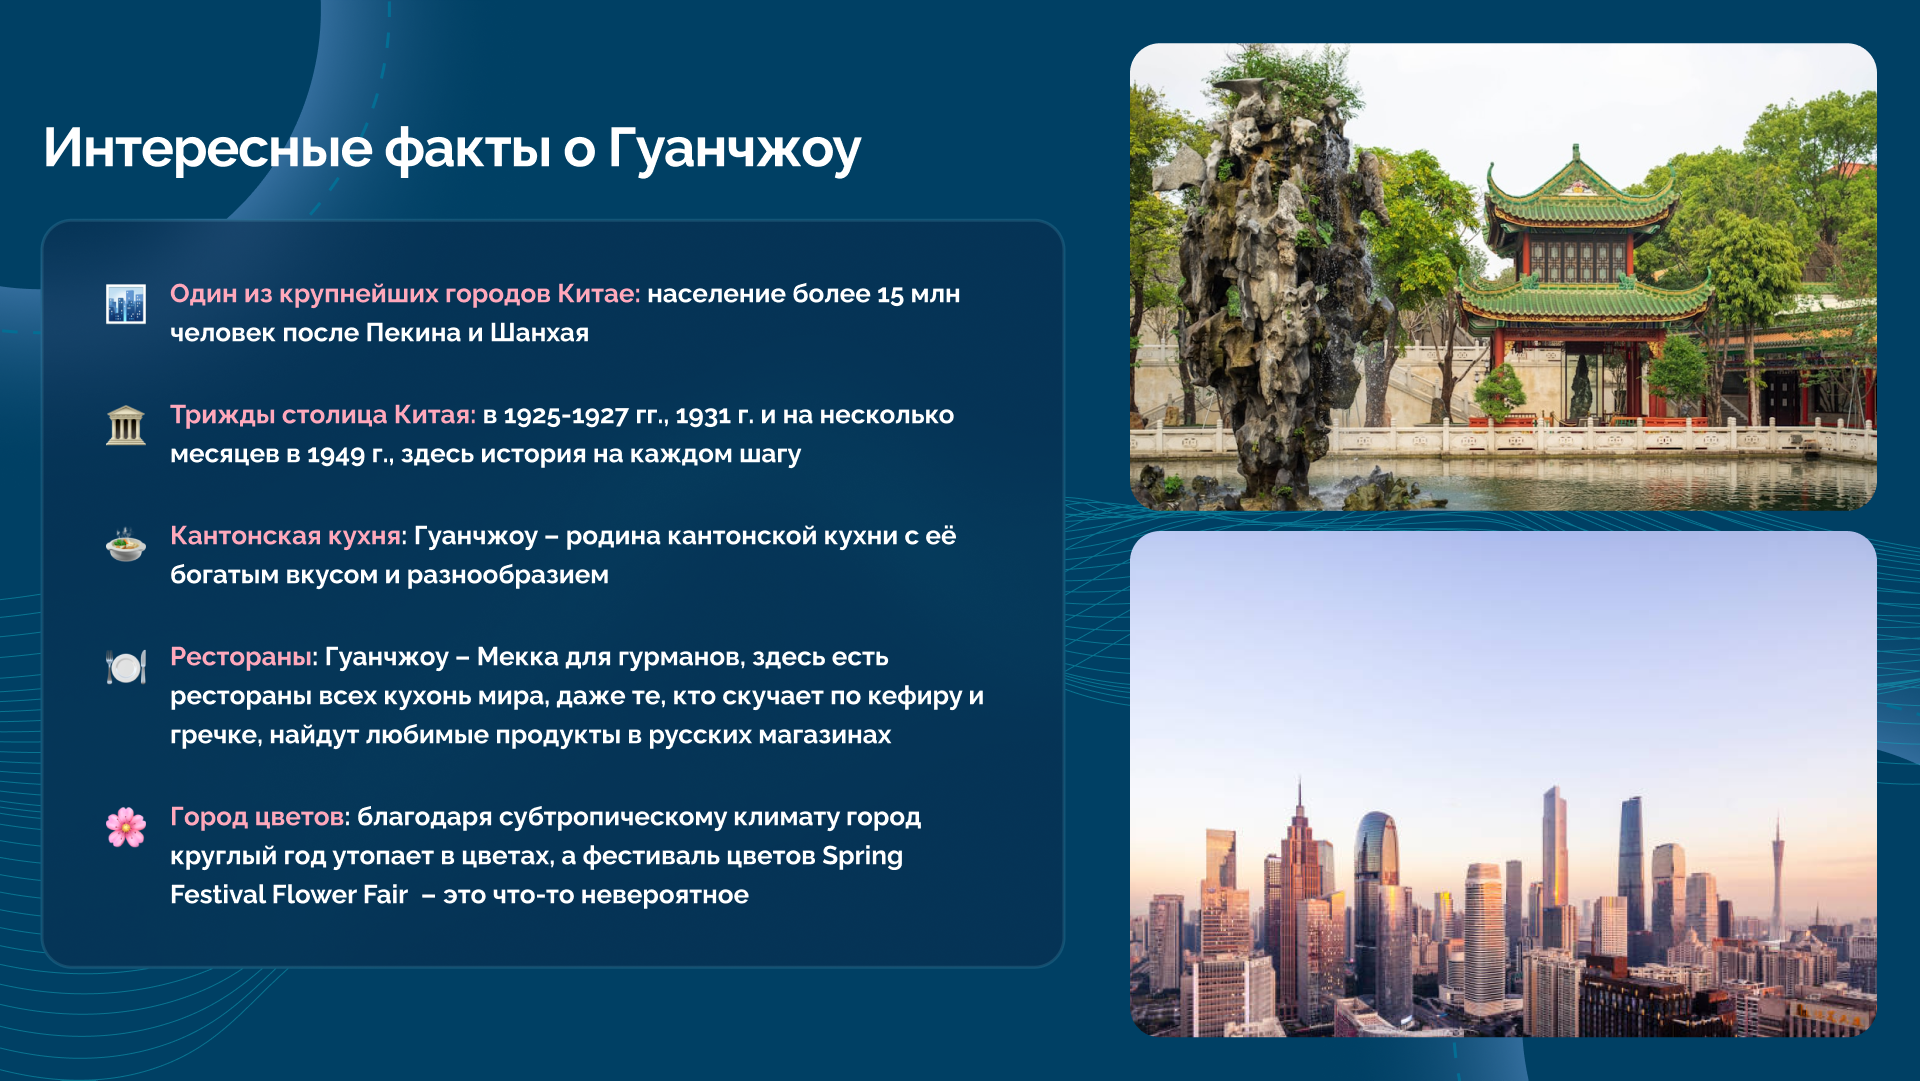 Интересные факты о Гуанчжоу
Один из крупнейших городов Китае: население более 15 млн
человек после Пекина и Шанхая
Трижды столица Китая: в 1925-1927 гг., 1931 г. и на несколько
месяцев в 1949 г., здесь история на каждом шагу
Кантонская кухня: Гуанчжоу – родина кантонской кухни с её
богатым вкусом и разнообразием
Рестораны: Гуанчжоу – Мекка для гурманов, здесь есть
рестораны всех кухонь мира, даже те, кто скучает по кефиру и
гречке, найдут любимые продукты в русских магазинах
Город цветов: благодаря субтропическому климату город
круглый год утопает в цветах, а фестиваль цветов Spring
Festival Flower Fair – это что-то невероятное